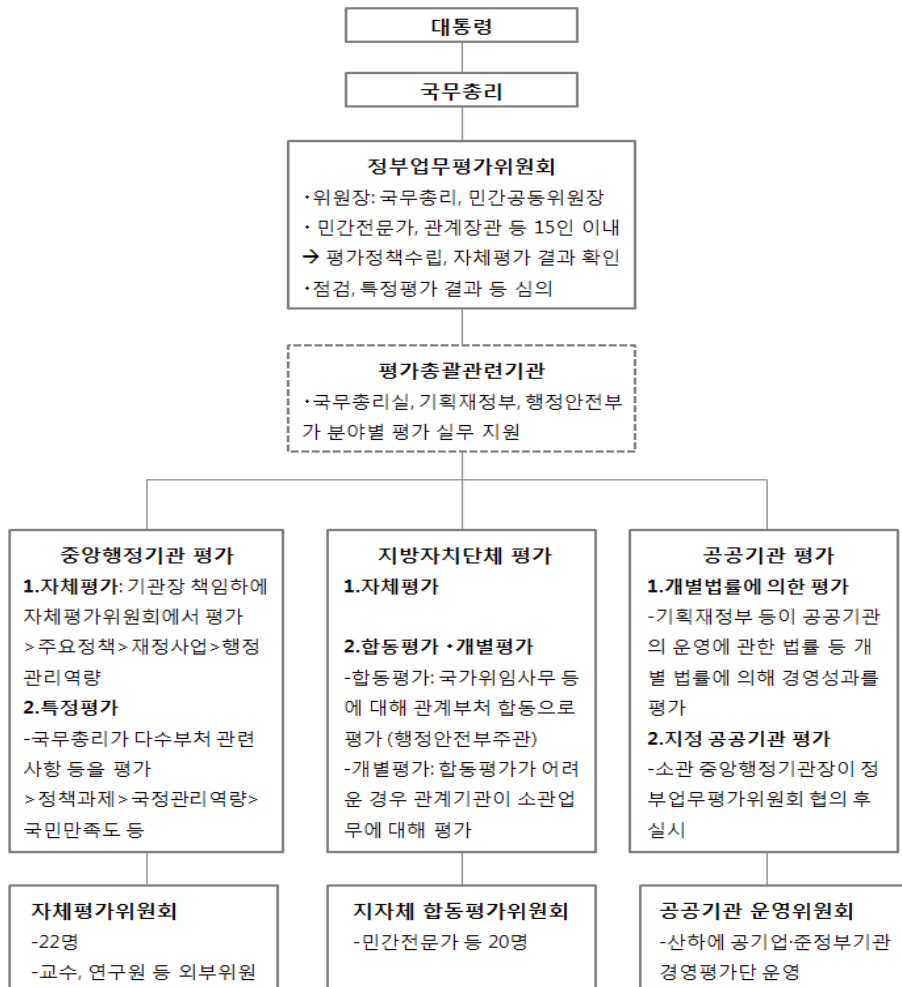 대통령
국무총리
정부업무평가위원회
·위원장: 국무총리, 민간공동위원장
· 민간전문가, 관계장관 등 15인 이내
→ 평가정책수립, 자체평가 결과 확인
·점검, 특정평가 결과 등 심의
평가총괄관련기관
·국무총리실, 기획재정부, 행정안전부
가 분야별 평가 실무 지원
중앙행정기관 평가
1.자체평가: 기관장 책임하에
자체평가위원회에서 평가
>주요정책>재정사업>행정
관리역량
2.특정평가
-국무총리가 다수부처 관련
사항 등을 평가
>정책과제>국정관리역량>
국민만족도 등
지방자치단체 평가
1.자체평가
2.합동평가 ·개별평가
-합동평가: 국가위임사무 등
에 대해 관계부처 합동으로
평가 (행정안전부주관)
-개별평가: 합동평가가 어려
운 경우 관계기관이 소관업
무에 대해 평가
공공기관 평가
1.개별법률에 의한 평가
-기획재정부 등이 공공기관
의 운영에 관한 법률 등 개
별 법률에 의해 경영성과를
평가
2.지정 공공기관 평가
-소관 중앙행정기관장이 정
부업무평가위원회 협의 후
실시
자체평가위원회
-22명
-교수, 연구원 등 외부위원
지자체 합동평가위원회
-민간전문가 등 20명
공공기관 운영위원회
-산하에 공기업·준정부기관
경영평가단 운영